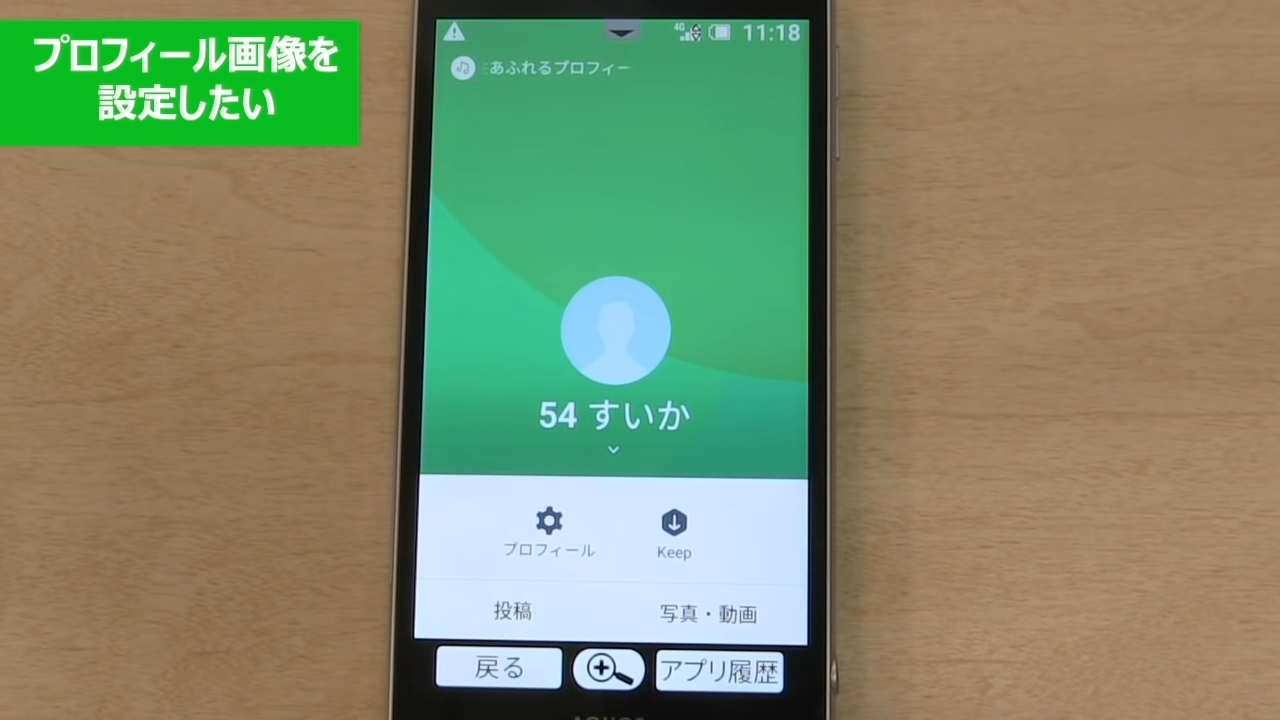 プロフィール画像を
設定したい
4G 11:18
あふれるプロフィー
54 すいか
プロフィール
Keep
投稿
写真・動画
戻る
アプリ履歴